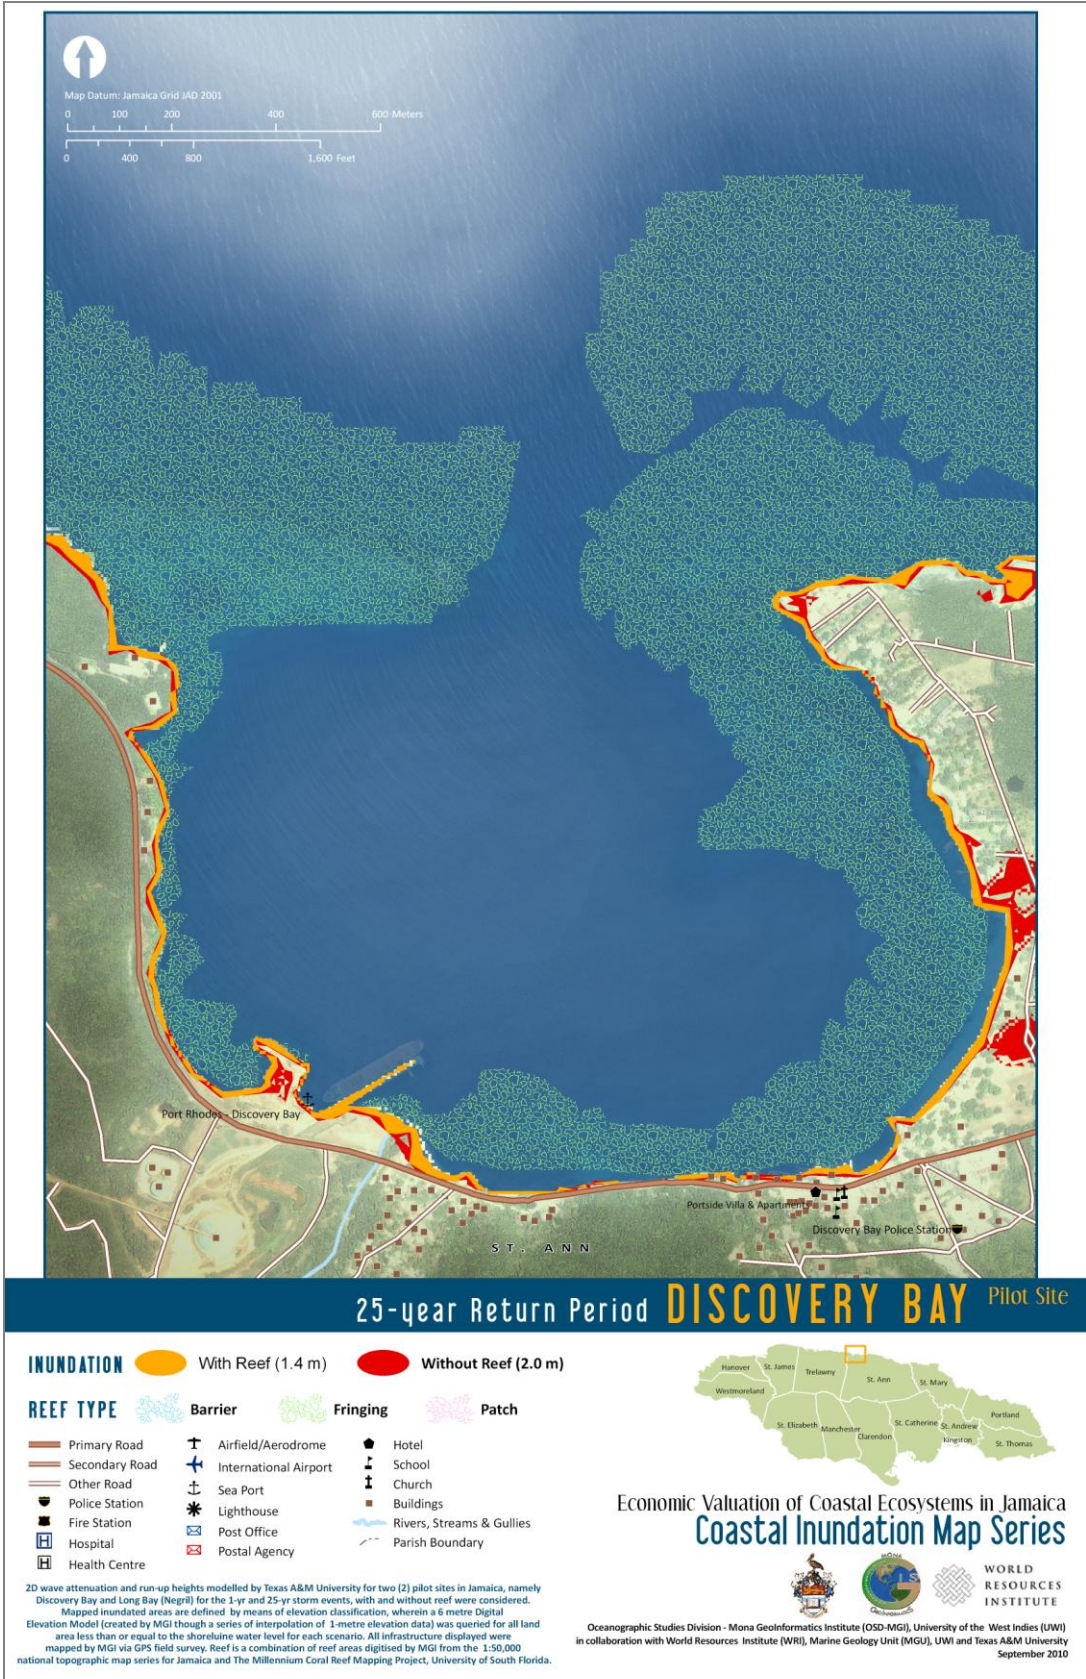 Map Datum: Jamaica Grid JAD 2001
0 100 200 400 600 Meters
0 400 800 1,600 Feet
Port Rhodes - Discovery Bay
Portside Villa & Apartments
Discovery Bay Police Station
ST. ANN
25-year Return Period DISCOVERY BAY Pilot Site
INUNDATION With Reef (1.4 m) Without Reef (2.0 m)
REEF TYPE Barrier Fringing Patch
Primary Road
Secondary Road
Other Road
Police Station
Fire Station
Hospital
Health Centre
Airfield/Aerodrome
International Airport
Sea Port
Lighthouse
Post Office
Postal Agency
Hotel
School
Church
Buildings
Rivers, Streams & Gullies
Parish Boundary
Hanover
St. James
Trelawny
St. Ann
St. Mary
Westmoreland
Portland
St. Elizabeth
Manchester
Clarendon
St. Catherine
St. Andrew
Kingston
St. Thomas
2D wave attenuation and run-up heights modelled by Texas A&M University for two (2) pilot sites in Jamaica, namely
Discovery Bay and Long Bay (Negril) for the 1-yr and 25-yr storm events, with and without reef were considered.
Mapped inundated areas are defined by means of elevation classification, wherein a 6 metre Digital
Elevation Model (created by MGI though a series of interpolation of 1-metre elevation data) was queried for all land
area less than or equal to the shoreluine water level for each scenario. All infrastructure displayed were
mapped by MGI via GPS field survey. Reef is a combination of reef areas digitised by MGI from the 1:50,000
national topographic map series for Jamaica and The Millennium Coral Reef Mapping Project, University of South Florida.
Economic Valuation of Coastal Ecosystems in Jamaica
Coastal Inundation Map Series
MONA
GEOINFORMATICS
WORLD
RESOURCES
INSTITUTE
Oceanographic Studies Division - Mona GeoInformatics Institute (OSD-MGI), University of the West Indies (UWI)
in collaboration with World Resources Institute (WRI), Marine Geology Unit (MGU), UWI and Texas A&M University
September 2010